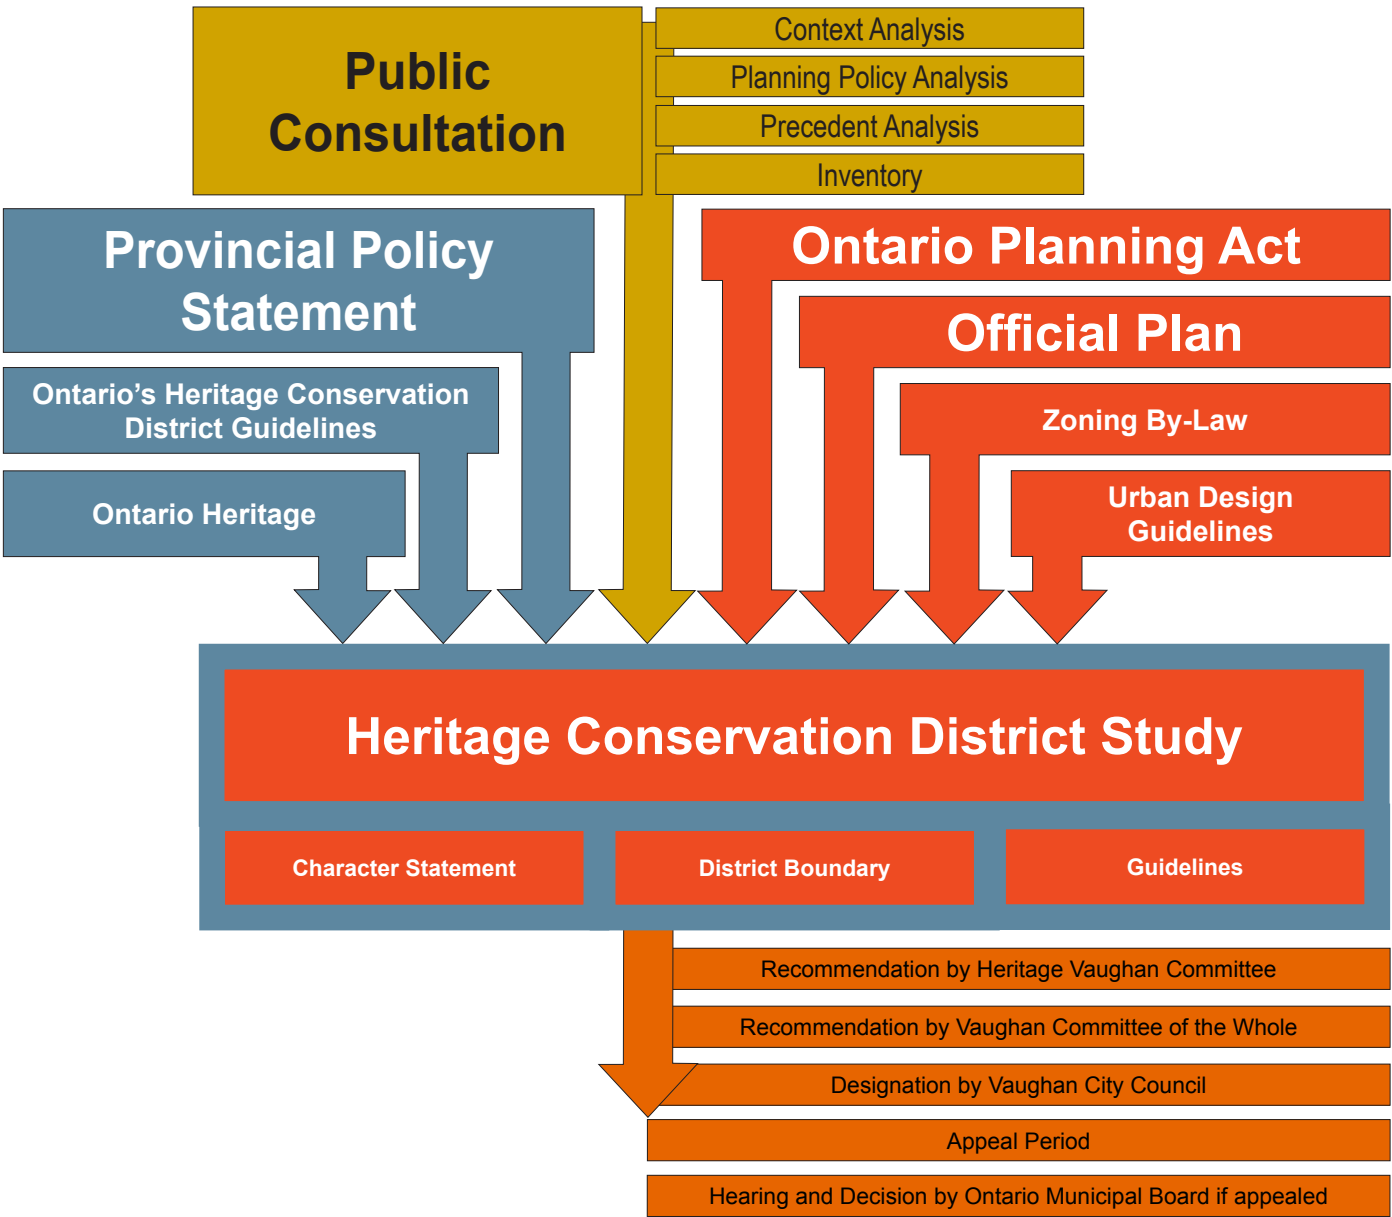 Public
Consultation
Context Analysis
Planning Policy Analysis
Precedent Analysis
Inventory
Provincial Policy
Statement
Ontario's Heritage Conservation
District Guidelines
Ontario Heritage
Ontario Planning Act
Official Plan
Zoning By-Law
Urban Design
Guidelines
Heritage Conservation District Study
Character Statement
District Boundary
Guidelines
Recommendation by Heritage Vaughan Committee
Recommendation by Vaughan Committee of the Whole
Designation by Vaughan City Council
Appeal Period
Hearing and Decision by Ontario Municipal Board if appealed